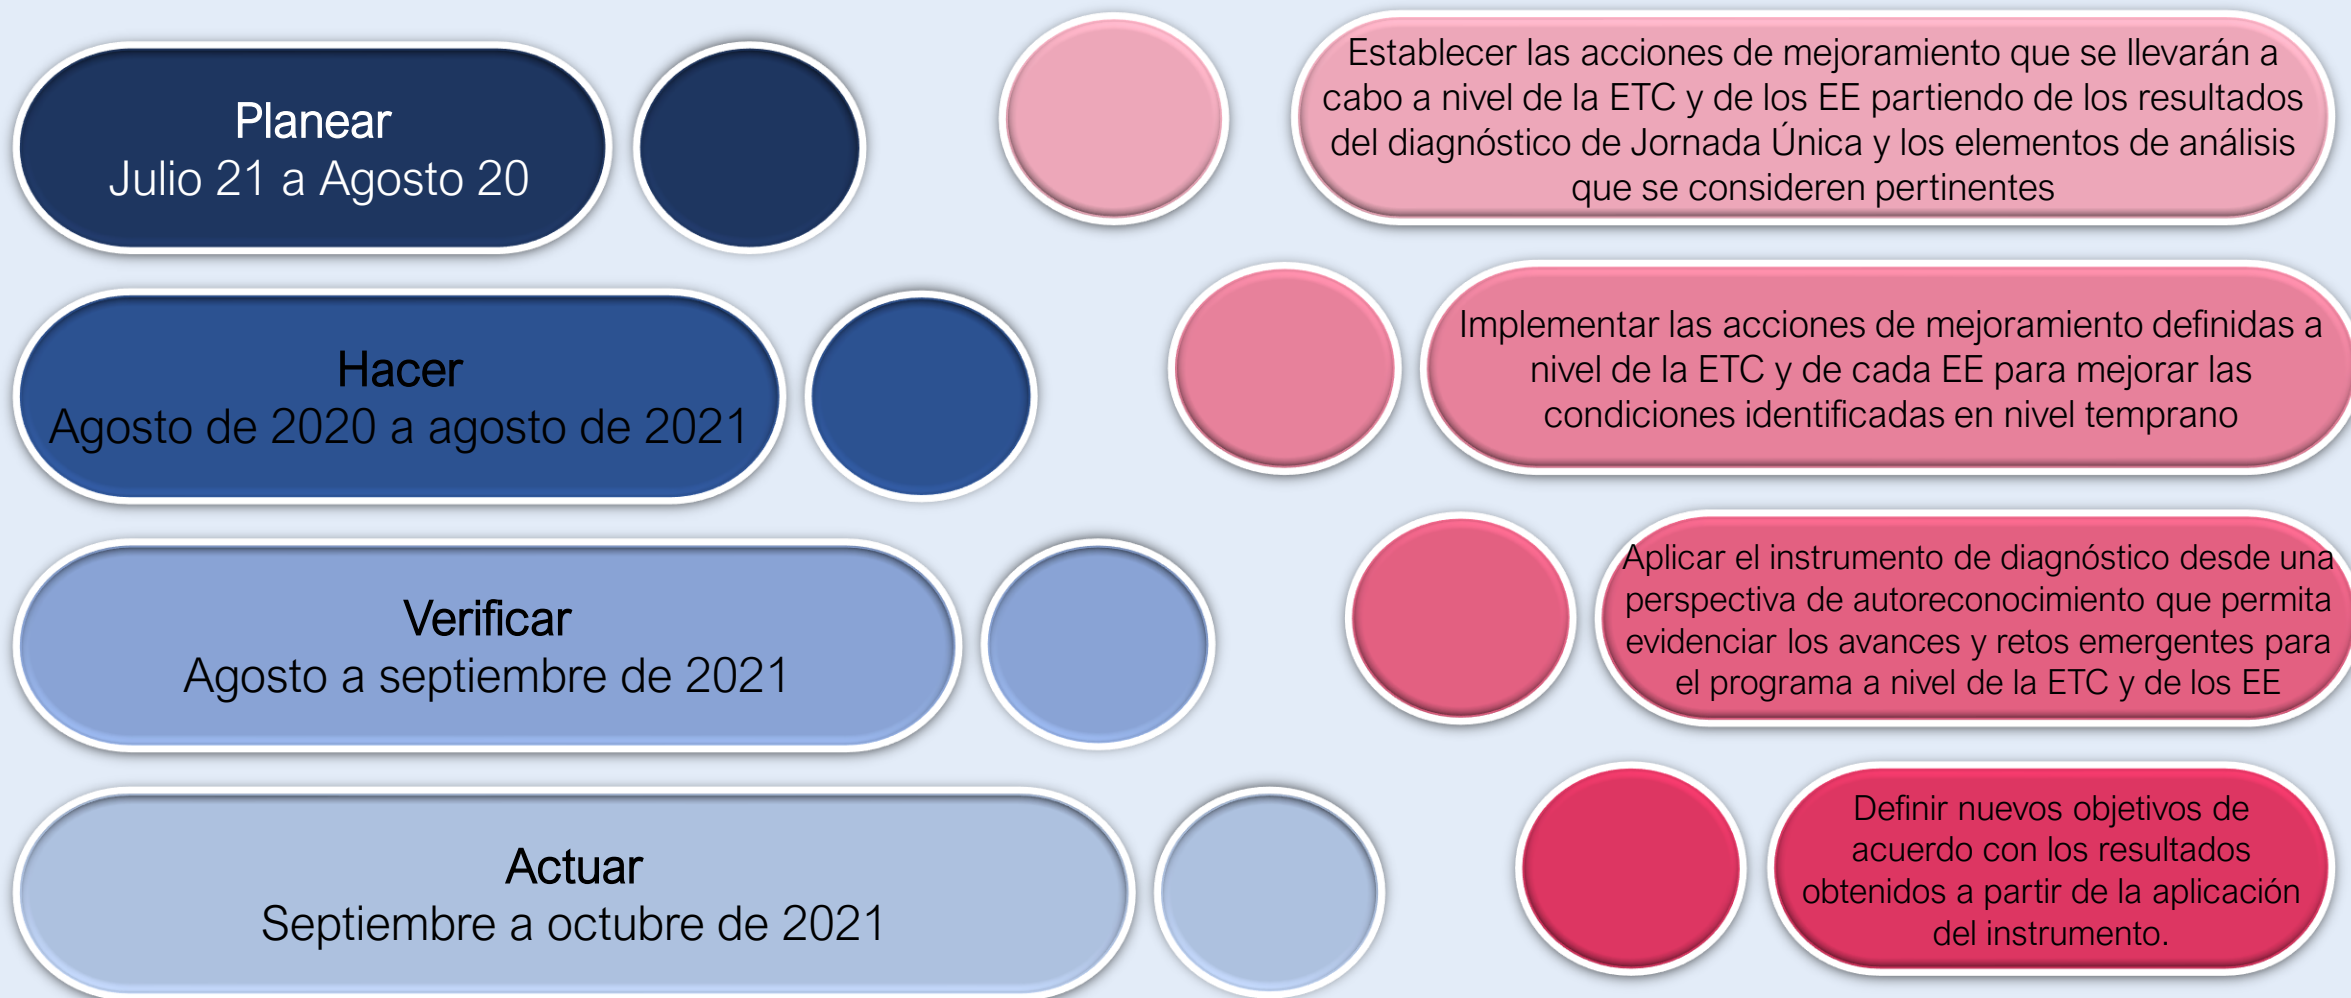 Planear
Julio 21 a Agosto 20
Establecer las acciones de mejoramiento que se llevarán a
cabo a nivel de la ETC y de los EE partiendo de los resultados
del diagnóstico de Jornada Única y los elementos de análisis
que se consideren pertinentes
Hacer
Agosto de 2020 a agosto de 2021
Implementar las acciones de mejoramiento definidas a
nivel de la ETC y de cada EE para mejorar las
condiciones identificadas en nivel temprano
Verificar
Agosto a septiembre de 2021
Aplicar el instrumento de diagnóstico desde una
perspectiva de autoreconocimiento que permita
evidenciar los avances y retos emergentes para
el programa a nivel de la ETC y de los EE
Actuar
Septiembre a octubre de 2021
Definir nuevos objetivos de
acuerdo con los resultados
obtenidos a partir de la aplicación
del instrumento.